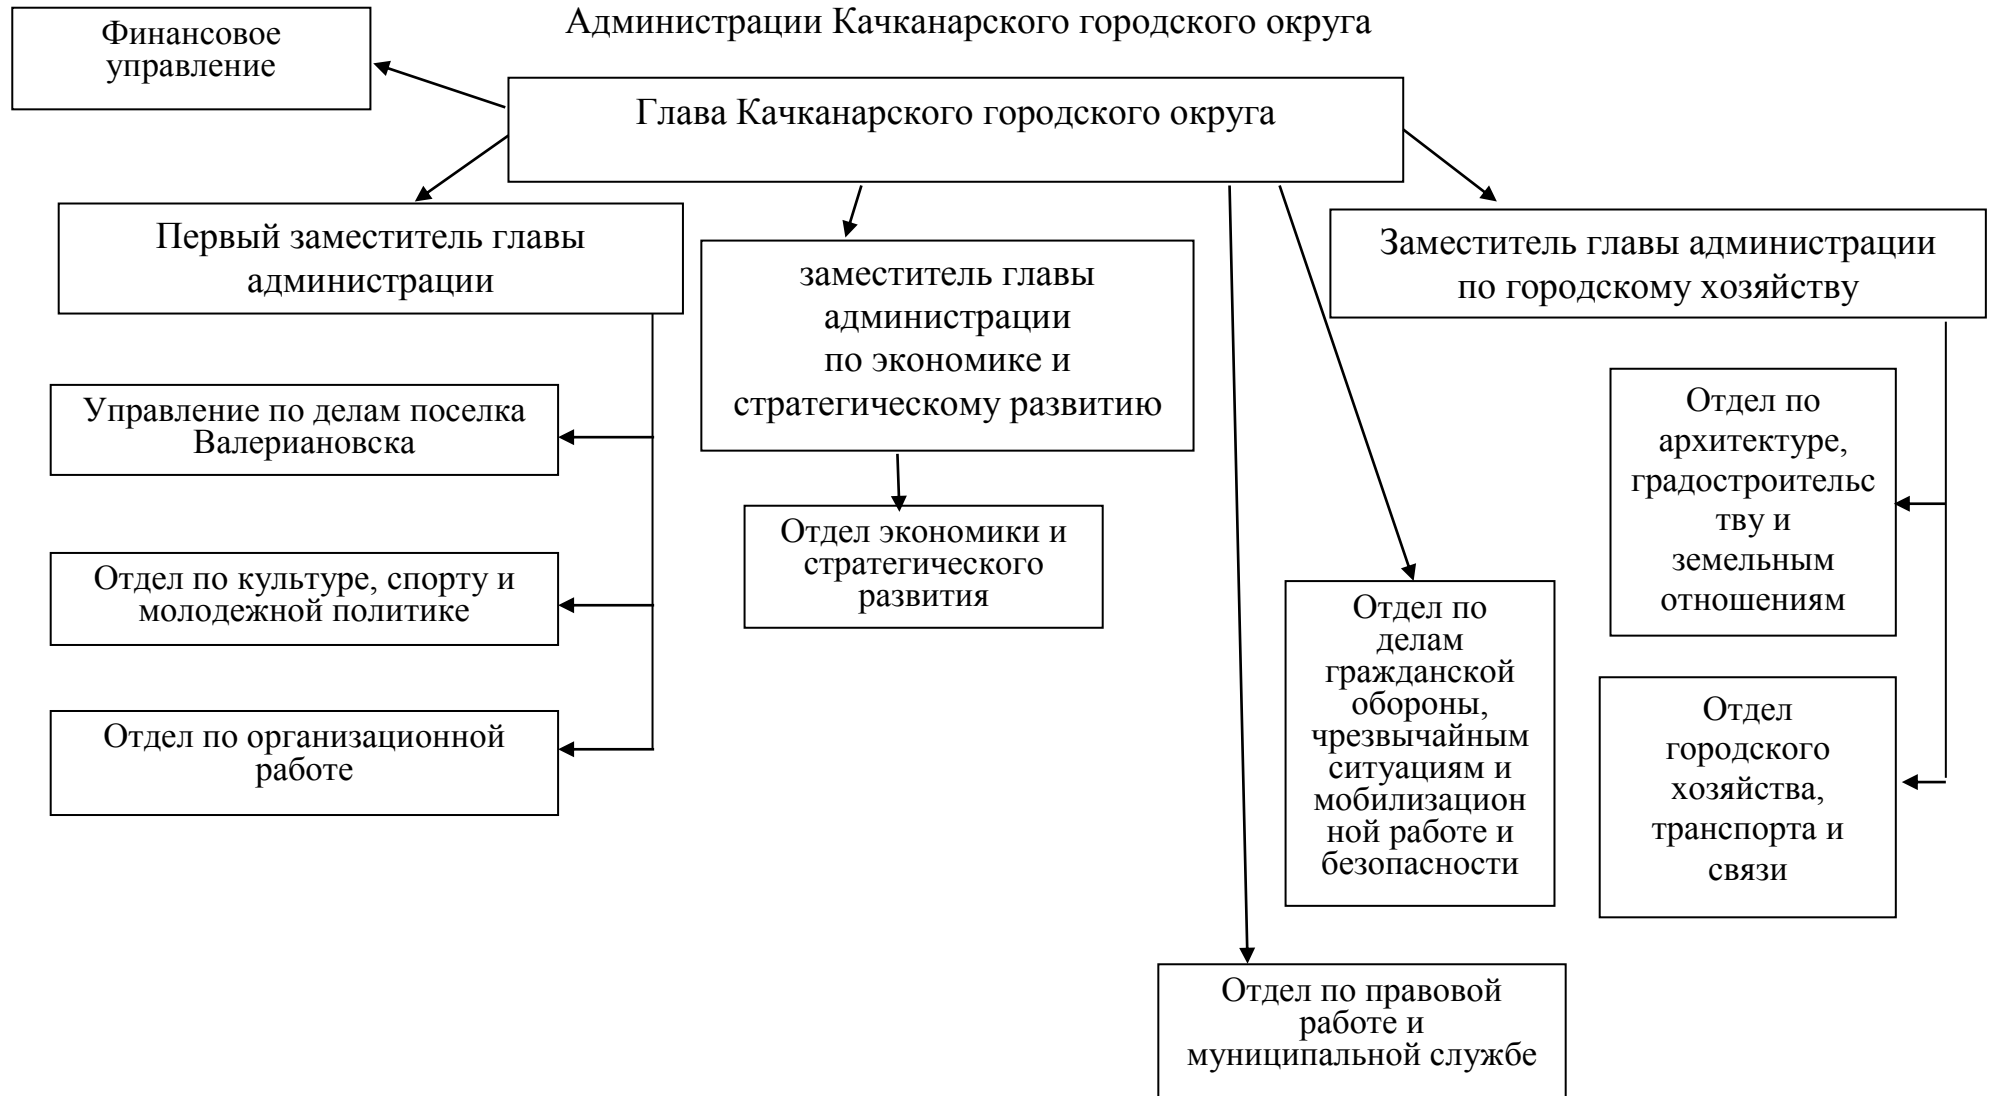 Администрации Качканарского городского округа
Финансовое
управление
Глава Качканарского городского округа
Первый заместитель главы
администрации
заместитель главы
администрации
по экономике и
стратегическому развитию
Заместитель главы администрации
по городскому хозяйству
Управление по делам поселка
Валериановска
Отдел по культуре, спорту и
молодежной политике
Отдел по организационной
работе
Отдел экономики и
стратегического
развития
Отдел по
делам
гражданской
обороны,
чрезвычайным
ситуациям и
мобилизацион
ной работе и
безопасности
Отдел по
архитектуре,
градостроительс
тву и
земельным
отношениям
Отдел
городского
хозяйства,
транспорта и
связи
Отдел по правовой
работе и
муниципальной службе